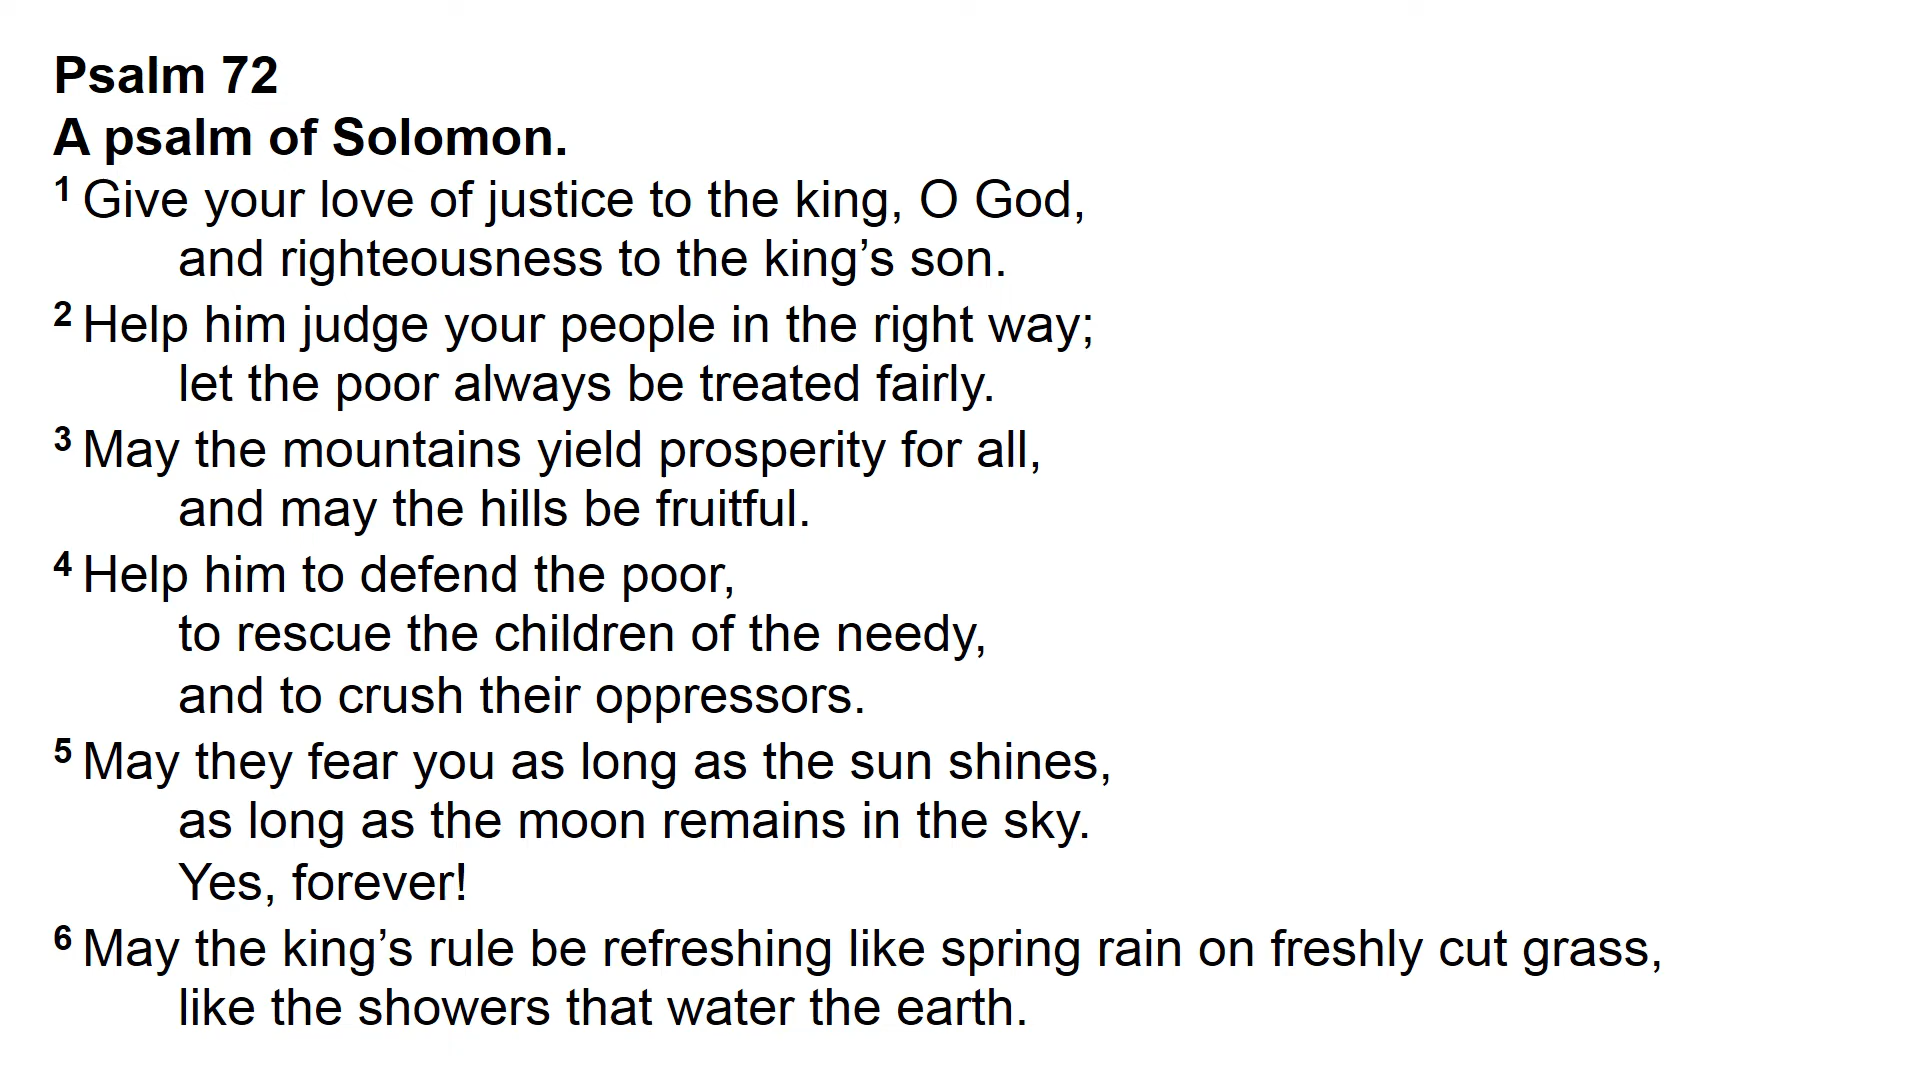 Psalm 72
A psalm of Solomon.
1 Give your love of justice to the king, O God,
and righteousness to the king’s son.
2 Help him judge your people in the right way;
let the poor always be treated fairly.
3 May the mountains yield prosperity for all,
and may the hills be fruitful.
4 Help him to defend the poor,
to rescue the children of the needy,
and to crush their oppressors.
5 May they fear you as long as the sun shines,
as long as the moon remains in the sky.
Yes, forever!
6 May the king’s rule be refreshing like spring rain on freshly cut grass,
like the showers that water the earth.